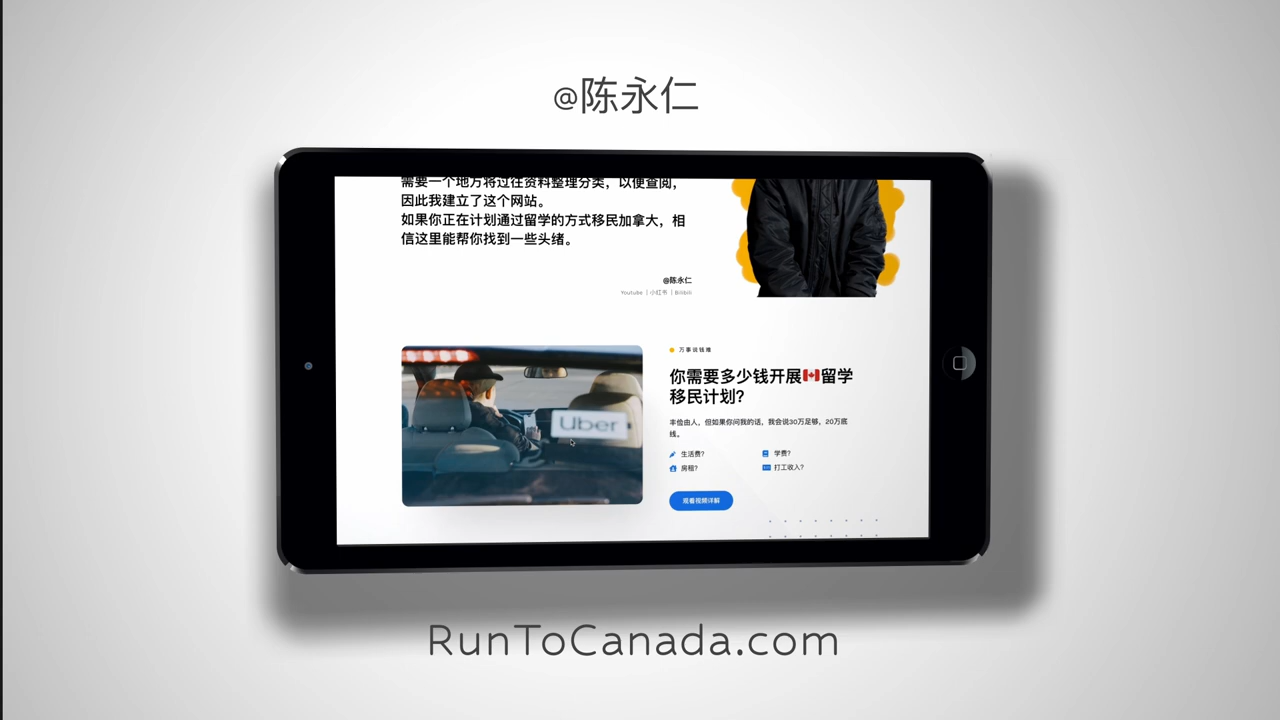 @陈永仁
需要一个地方将过往资料整理分类，以便查阅，
因此我建立了这个网站。
如果你正在计划通过留学的方式移民加拿大，相
信这里能帮你找到一些头绪。
@陈永仁
Youtube ｜小红书 ｜Bilibili
Uber
万事说钱难
你需要多少钱开展🇨🇦留学
移民计划?
丰俭由人，但如果你问我的话，我会说30万足够，20万底
线。
生活费?
学费?
房租?
打工收入?
观看视频详解
RunToCanada.com